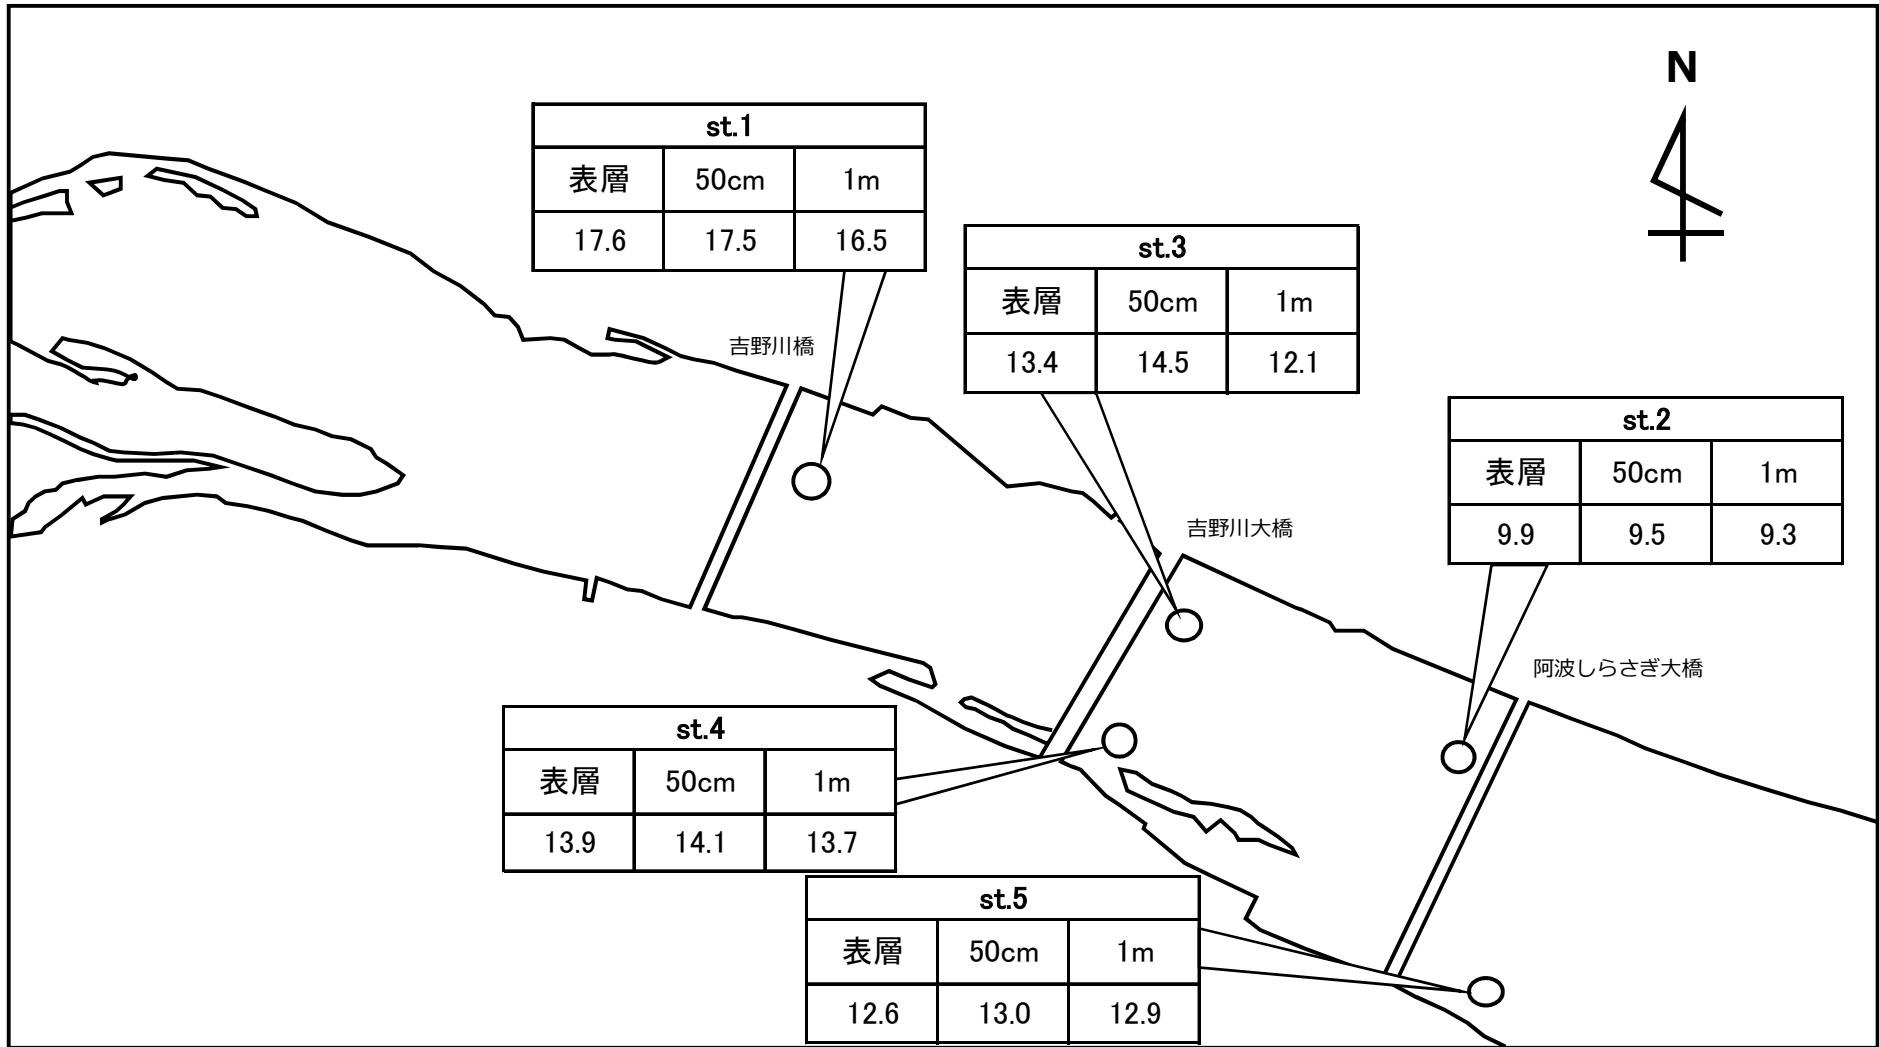 N
st.1
表層 50cm 1m
17.6 17.5 16.5
st.3
表層 50cm 1m
13.4 14.5 12.1
吉野川橋
st.2
表層 50cm 1m
9.9 9.5 9.3
吉野川大橋
阿波しらさぎ大橋
st.4
表層 50cm 1m
13.9 14.1 13.7
st.5
表層 50cm 1m
12.6 13.0 12.9